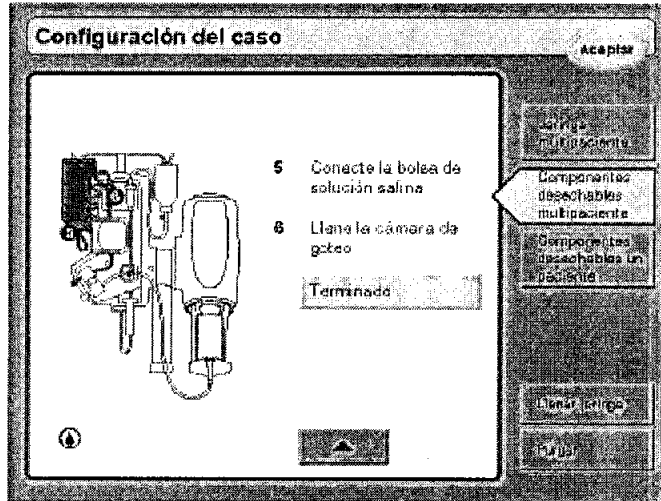 Configuración del caso
Aceptar
5 Conecte la bolsa de
solución salina
6 Llene la cámara de
goteo
Terminado
Jeringa
multipaciente
Componentes
desechables
multipaciente
Componentes
desechables un
paciente
Llenar jeringa
Purgar